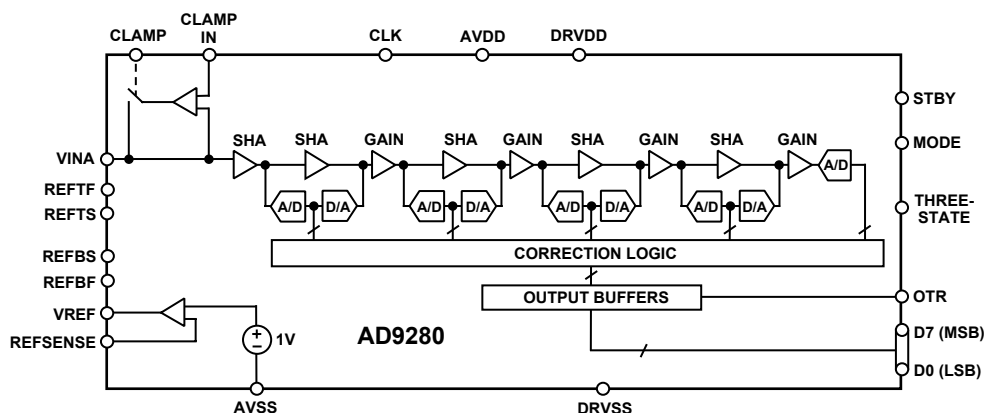 CLAMP
CLAMP
IN
CLK
AVDD
DRVDD
STBY
SHA
SHA
GAIN
SHA
GAIN
SHA
GAIN
SHA
GAIN
MODE
VINA
A/D
REFTF
A/D
D/A
A/D
D/A
A/D
D/A
A/D
D/A
THREE-
STATE
REFTS
CORRECTION LOGIC
REFBS
REFBF
OUTPUT BUFFERS
OTR
VREF
+
−
1V
AD9280
D7 (MSB)
REFSENSE
D0 (LSB)
AVSS
DRVSS